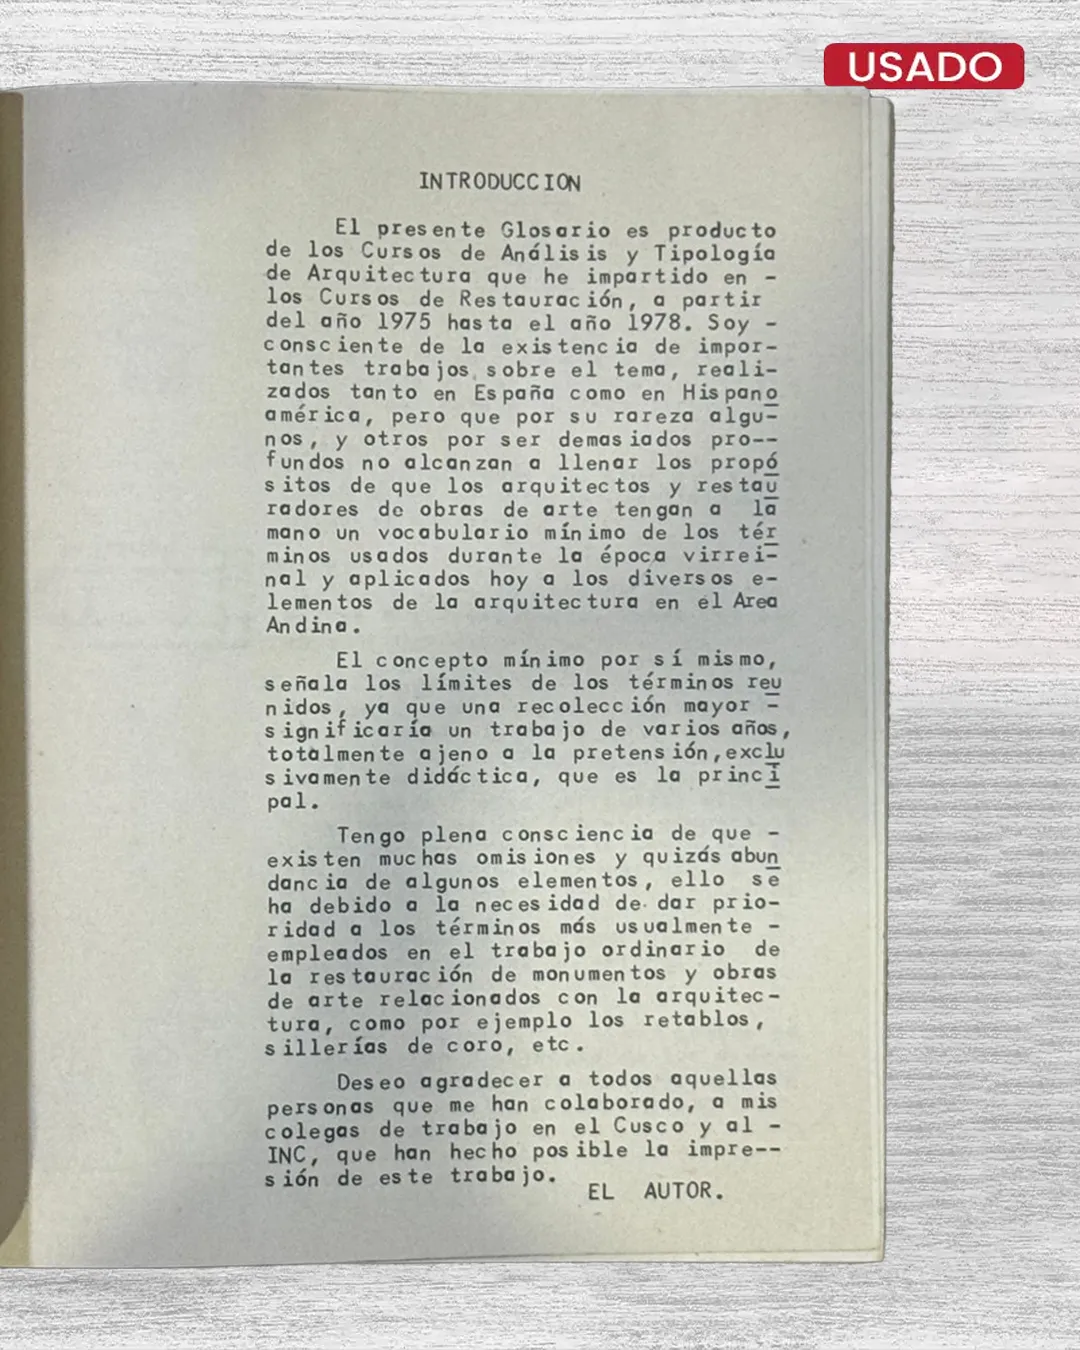 USADO
INTRODUCCION
El presente Glosario es producto
de los Cursos de Análisis y Tipología
de Arquitectura que he impartido en -
los Cursos de Restauración, a partir
del año 1975 hasta el año 1978. Soy -
consciente de la existencia de impor-
tantes trabajos sobre el tema, reali-
zados tanto en España como en Hispano
américa, pero que por su rareza algu-
nos, y otros por ser demasiados pro--
fundos no alcanzan a llenar los propó
sitos de que los arquitectos y restau
radores de obras de arte tengan a la
mano un vocabulario mínimo de los tér
minos usados durante la época virrei-
nal y aplicados hoy a los diversos e-
lementos de la arquitectura en el Area
Andina.
El concepto mínimo por sí mismo,
señala los límites de los términos reu
nidos, ya que una recolección mayor -
significaría un trabajo de varios años,
totalmente ajeno a la pretensión,exclu
sivamente didáctica, que es la princi
pal.
Tengo plena consciencia de que -
existen muchas omisiones y quizás abun
dancia de algunos elementos, ello se
ha debido a la necesidad de dar prio-
ridad a los términos más usualmente -
empleados en el trabajo ordinario de
la restauración de monumentos y obras
de arte relacionados con la arquitec-
tura, como por ejemplo los retablos,
sillerías de coro, etc.
Deseo agradecer a todos aquellas
personas que me han colaborado, a mis
colegas de trabajo en el Cusco y al -
INC, que han hecho posible la impre--
sión de este trabajo.
EL AUTOR.